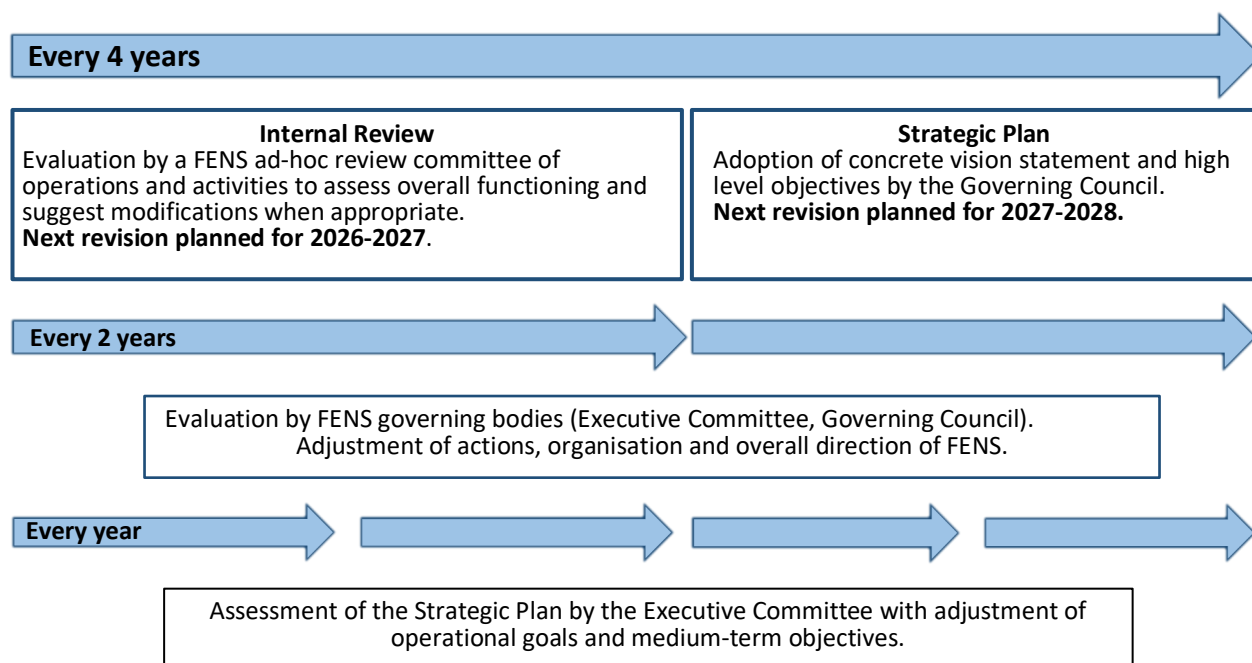 Every 4 years
Internal Review
Evaluation by a FENS ad-hoc review committee of
operations and activities to assess overall functioning and
suggest modifications when appropriate.
Next revision planned for 2026-2027.
Strategic Plan
Adoption of concrete vision statement and high
level objectives by the Governing Council.
Next revision planned for 2027-2028.
Every 2 years
Evaluation by FENS governing bodies (Executive Committee, Governing Council).
Adjustment of actions, organisation and overall direction of FENS.
Every year
Assessment of the Strategic Plan by the Executive Committee with adjustment of
operational goals and medium-term objectives.